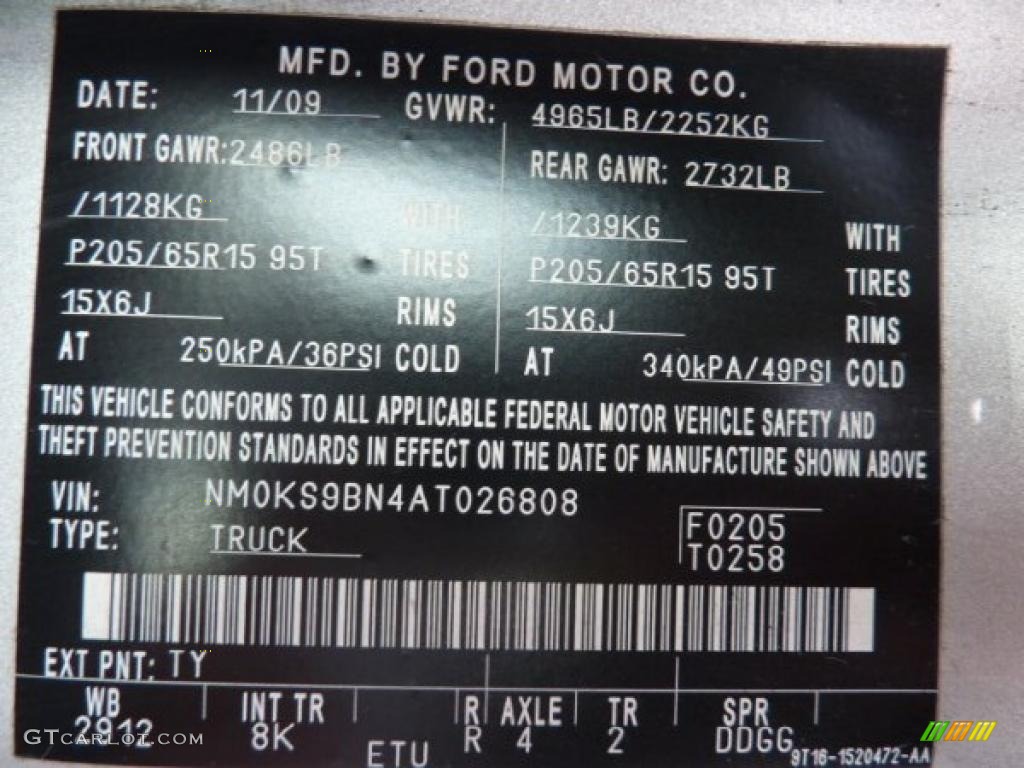 MFD. BY FORD MOTOR CO.
DATE: 11/09 GVWR: 4965LB/2252KG
FRONT GAWR: 2486LB REAR GAWR: 2732LB
/1128KG WITH /1239KG WITH
P205/65R15 95T TIRES P205/65R15 95T TIRES
15X6J RIMS 15X6J RIMS
AT 250kPA/36PSI COLD AT 340kPA/49PSI COLD
THIS VEHICLE CONFORMS TO ALL APPLICABLE FEDERAL MOTOR VEHICLE SAFETY AND
THEFT PREVENTION STANDARDS IN EFFECT ON THE DATE OF MANUFACTURE SHOWN ABOVE
VIN: NM0KS9BN4AT026808
TYPE: TRUCK F0205
T0258
EXT PNT: TY
WB INT TR R AXLE TR SPR
2912 8K ETU R 4 2 DDGG
9T16-1520472-AA
GTcarlot.com